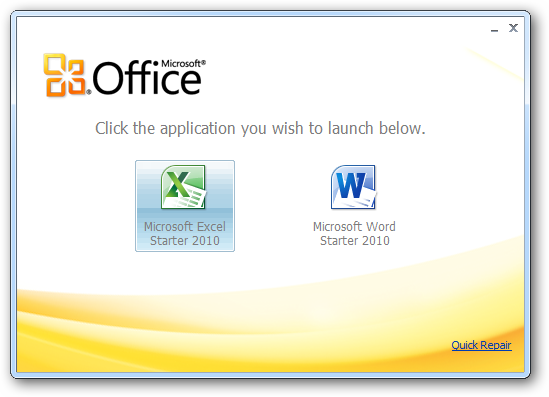 Microsoft®
Office
Click the application you wish to launch below.
Microsoft Excel
Starter 2010
Microsoft Word
Starter 2010
Quick Repair